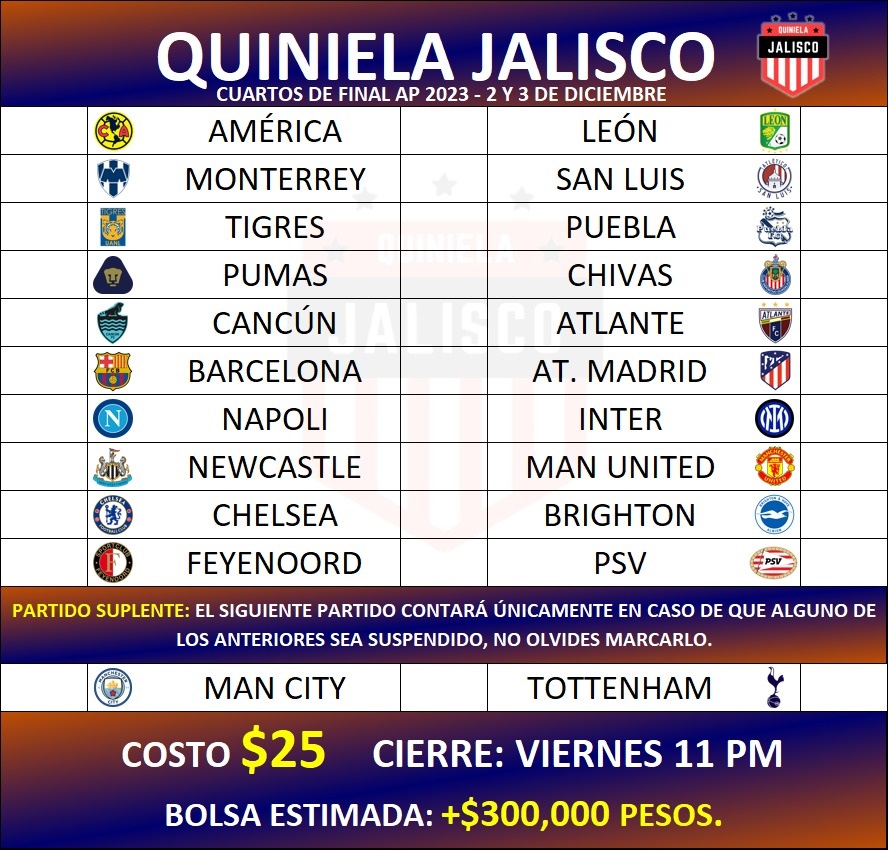 QUINIELA JALISCO
QUINIELA
JALISCO
CUARTOS DE FINAL AP 2023 - 2 Y 3 DE DICIEMBRE
AMÉRICA LEÓN
MONTERREY SAN LUIS
TIGRES PUEBLA
PUMAS CHIVAS
CANCÚN ATLANTE
BARCELONA AT. MADRID
NAPOLI INTER
NEWCASTLE MAN UNITED
CHELSEA BRIGHTON
FEYENOORD PSV
QUINIELA
JALISCO
PARTIDO SUPLENTE: EL SIGUIENTE PARTIDO CONTARÁ ÚNICAMENTE EN CASO DE QUE ALGUNO DE
LOS ANTERIORES SEA SUSPENDIDO, NO OLVIDES MARCARLO.
MAN CITY TOTTENHAM
COSTO $25 CIERRE: VIERNES 11 PM
BOLSA ESTIMADA: +$300,000 PESOS.